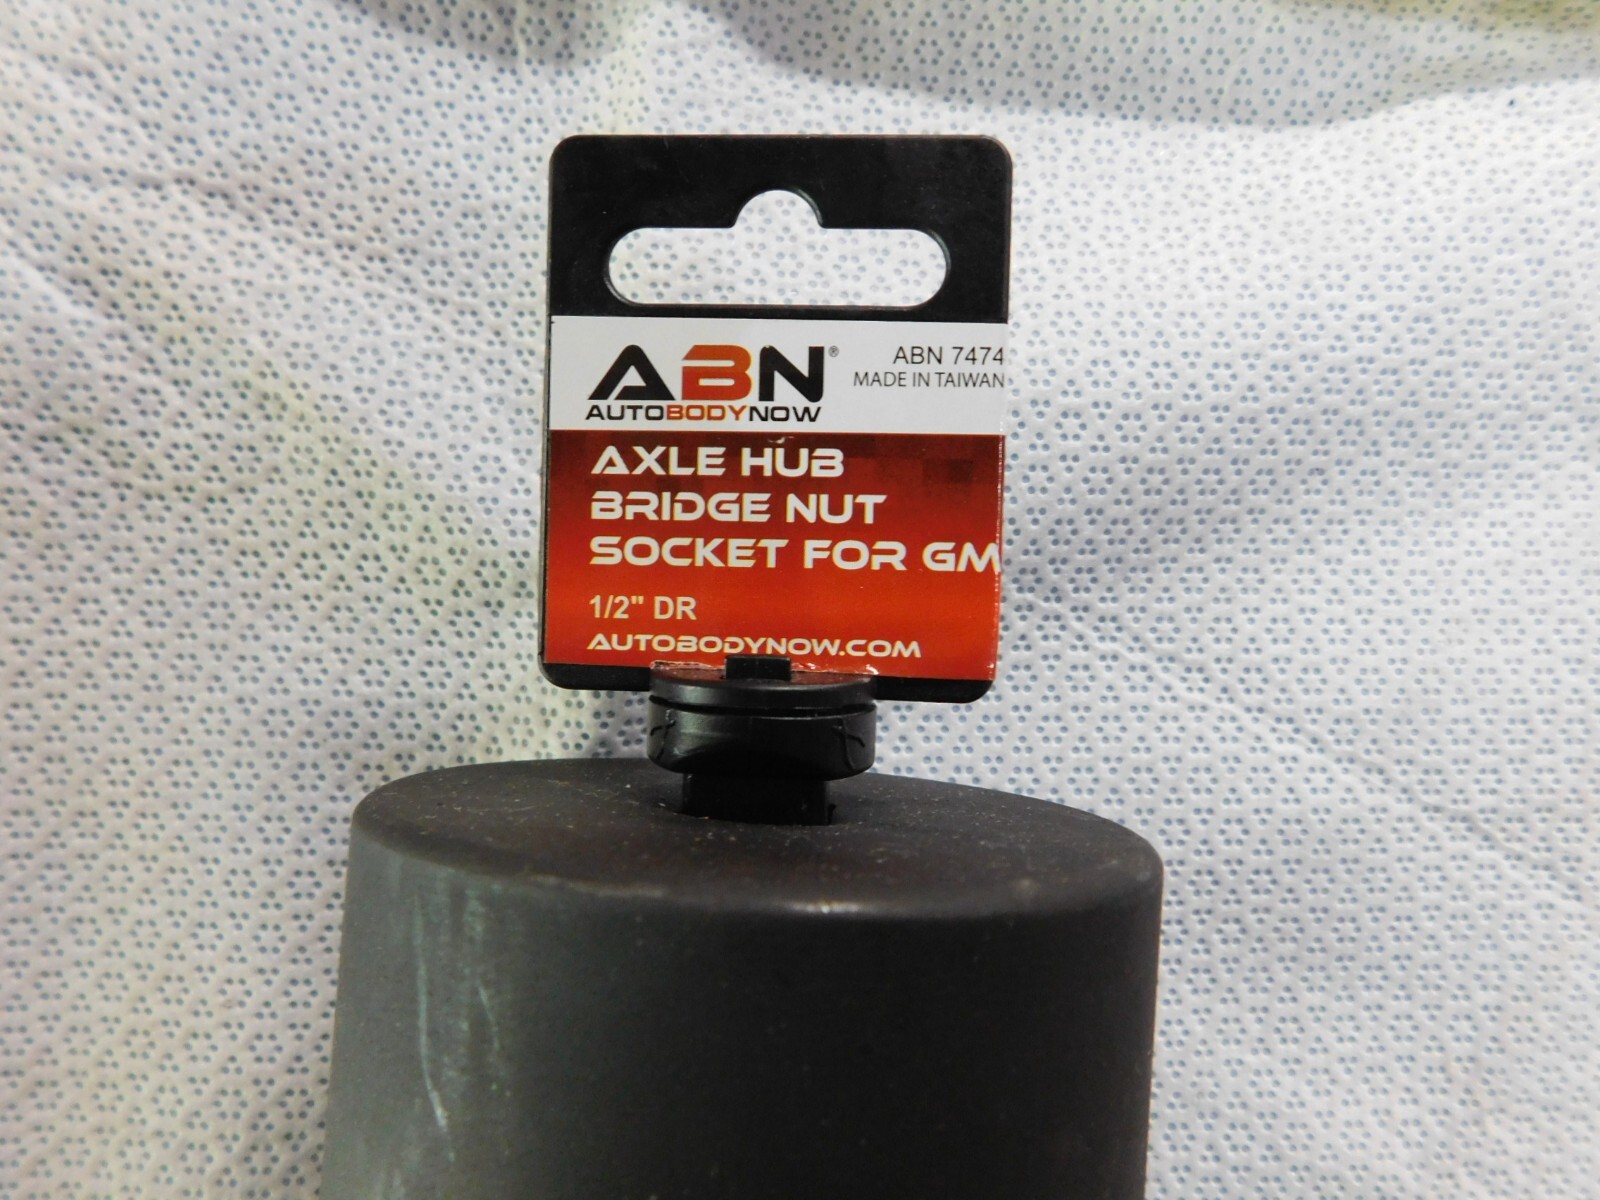 ABN®
AUTOBODYNOW
ABN 7474
MADE IN TAIWAN
AXLE HUB
BRIDGE NUT
SOCKET FOR GM
1/2" DR
AUTOBODYNOW.COM